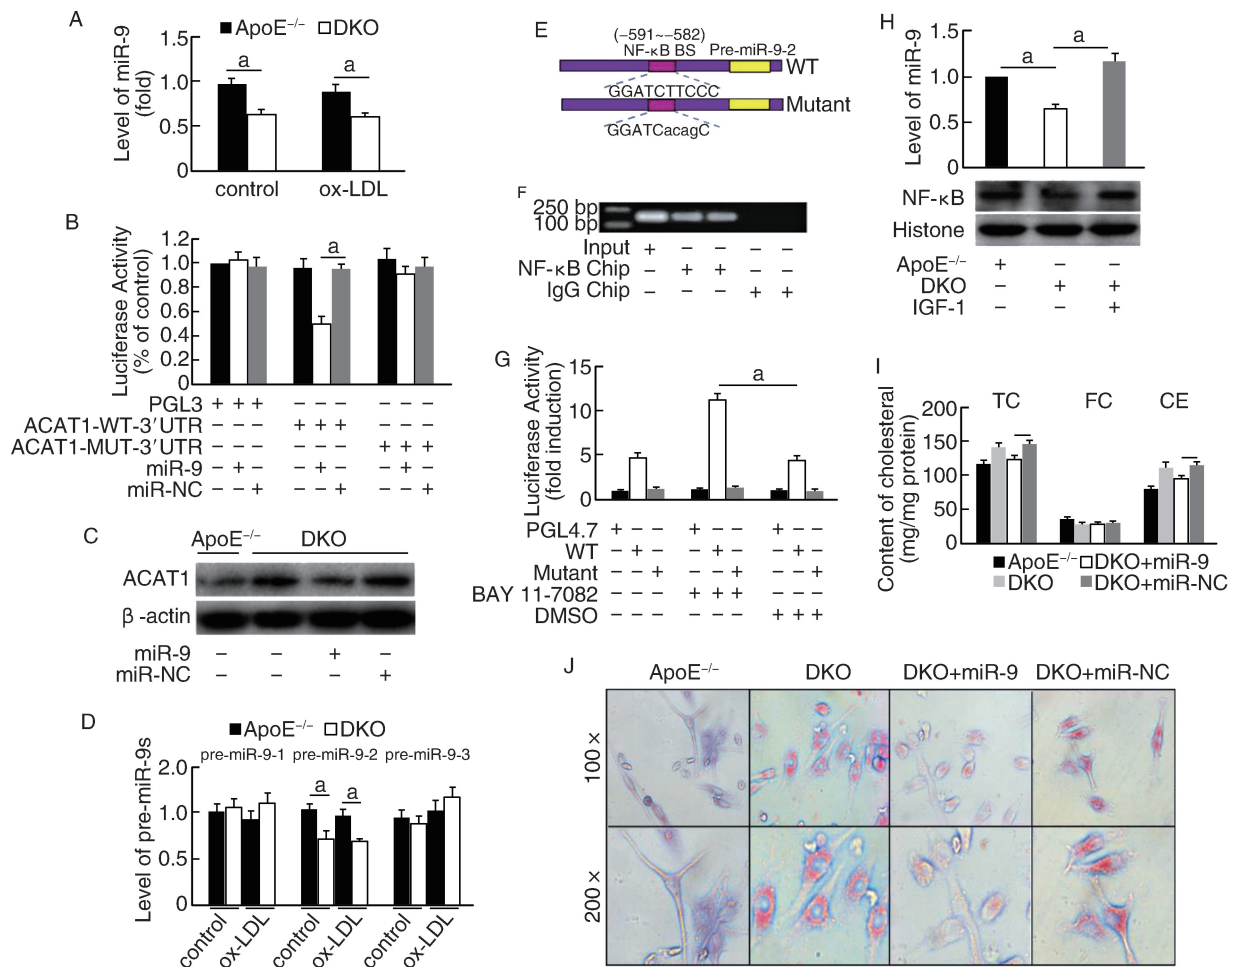 A
ApoE⁻/⁻ DKO
Level of miR-9
(fold)
1.5
1.0
0.5
0
a a
control ox-LDL
B
Luciferase Activity
(% of control)
1.2
1.0
0.8
0.6
0.4
0.2
0
a
PGL3 + + + – – – – – –
ACAT1-WT-3′UTR – – – + + + – – –
ACAT1-MUT-3′UTR – – – – – – + + +
miR-9 – + – – + – – + –
miR-NC – – + – – + – – +
C
ApoE⁻/⁻ DKO
ACAT1
β -actin
miR-9 – – + –
miR-NC – – – +
D
ApoE⁻/⁻ DKO
pre-miR-9-1 pre-miR-9-2 pre-miR-9-3
Level of pre-miR-9s
2.0
1.0
0.5
0
a a
control ox-LDL control ox-LDL control ox-LDL
E
(–591~–582)
NF-κB BS Pre-miR-9-2
WT
GGATCTTCCC
Mutant
GGATCacagC
F
250 bp
100 bp
Input + – – – –
NF-κB Chip – + + – –
IgG Chip – – – + +
G
Luciferase Activity
(fold induction)
15
10
5
0
a
PGL4.7 + – – + – – + – –
WT – + – – + – – + –
Mutant – – + – – + – – +
BAY 11-7082 – – – + + + – – –
DMSO – – – – – – + + +
H
Level of miR-9
1.5
1.0
0.5
0
a a
NF-κB
Histone
ApoE⁻/⁻ + – –
DKO – + +
IGF-1 – – +
I
Content of cholesteral
(mg/mg protein)
TC FC CE
200
150
100
50
0
ApoE⁻/⁻ DKO+miR-9
DKO DKO+miR-NC
J
ApoE⁻/⁻ DKO DKO+miR-9 DKO+miR-NC
100 ×
200 ×